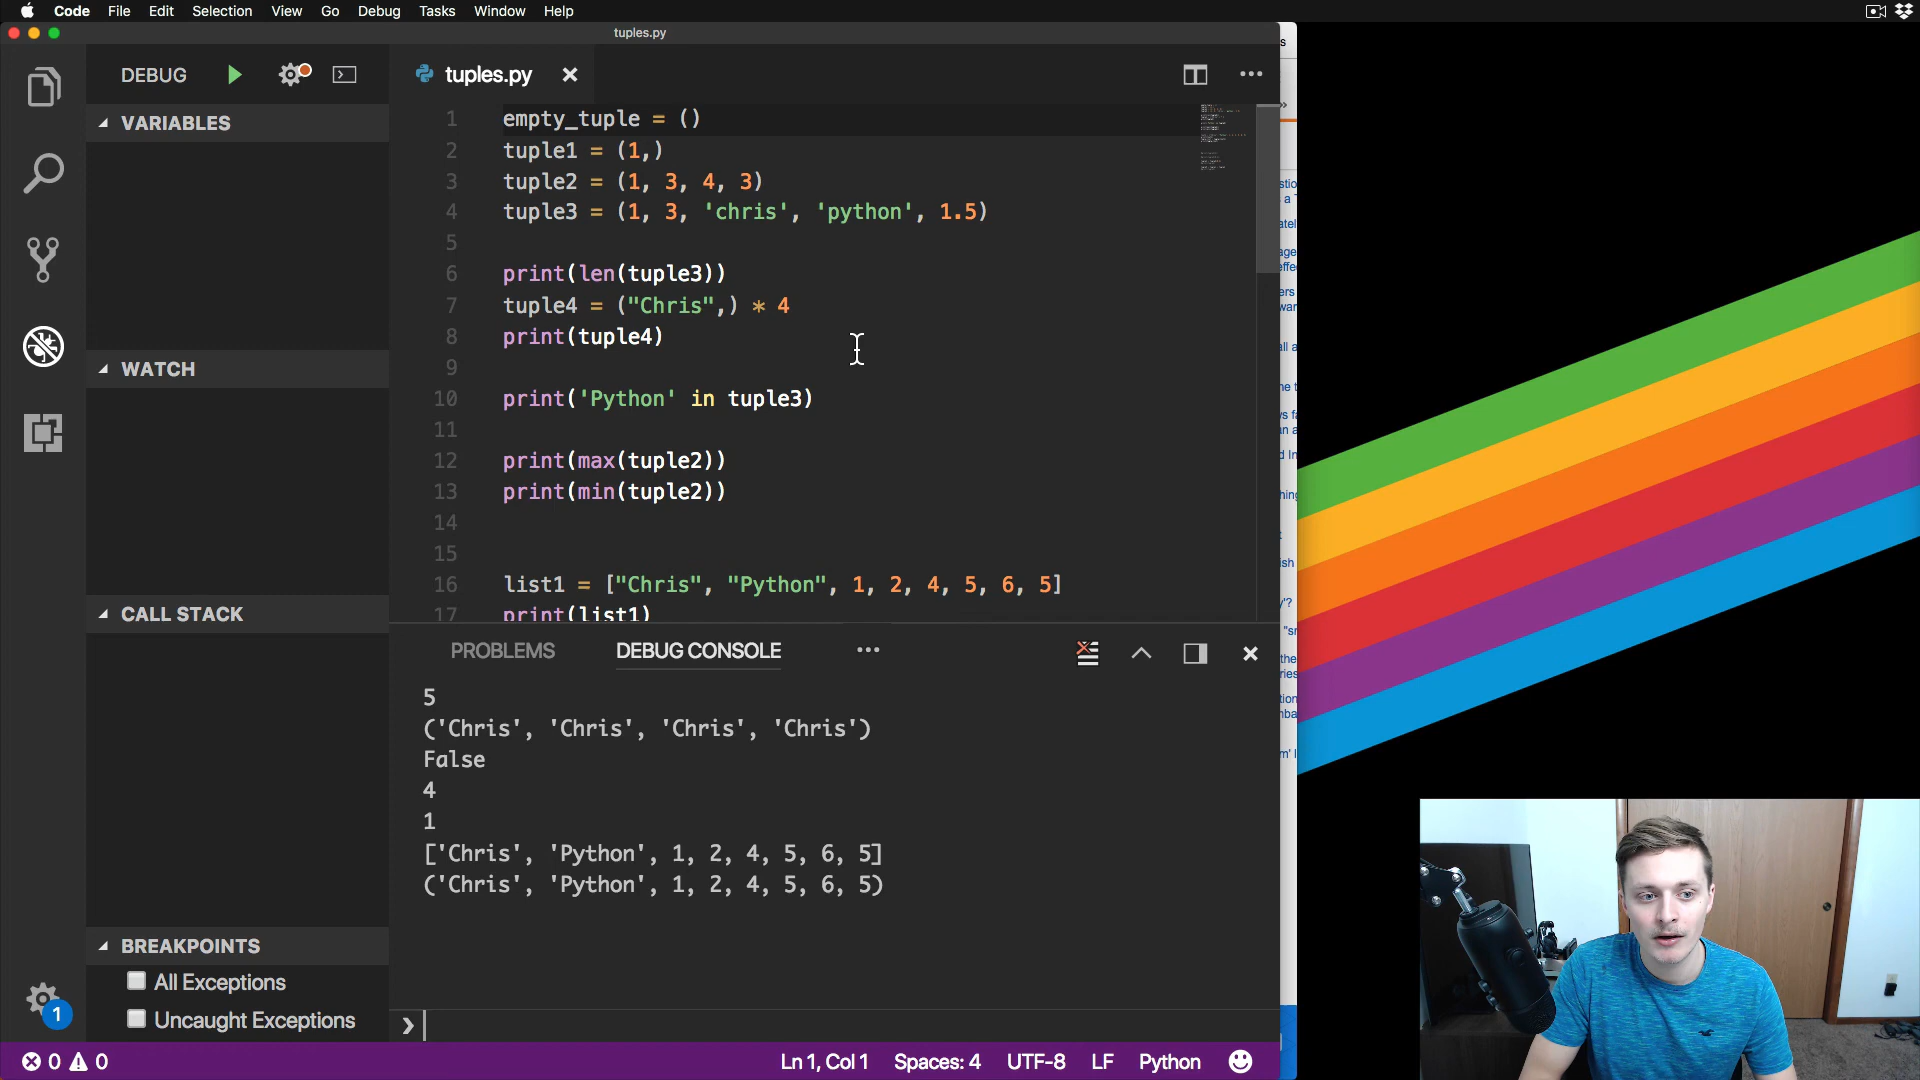 Code File Edit Selection View Go Debug Tasks Window Help
tuples.py
DEBUG
tuples.py
VARIABLES
WATCH
CALL STACK
BREAKPOINTS
All Exceptions
Uncaught Exceptions
1
1 empty_tuple = ()
2 tuple1 = (1,)
3 tuple2 = (1, 3, 4, 3)
4 tuple3 = (1, 3, 'chris', 'python', 1.5)
5
6 print(len(tuple3))
7 tuple4 = ("Chris",) * 4
8 print(tuple4)
9
10 print('Python' in tuple3)
11
12 print(max(tuple2))
13 print(min(tuple2))
14
15
16 list1 = ["Chris", "Python", 1, 2, 4, 5, 6, 5]
17 print(list1)
PROBLEMS DEBUG CONSOLE
5
('Chris', 'Chris', 'Chris', 'Chris')
False
4
1
['Chris', 'Python', 1, 2, 4, 5, 6, 5]
('Chris', 'Python', 1, 2, 4, 5, 6, 5)
0 0 Ln 1, Col 1 Spaces: 4 UTF-8 LF Python